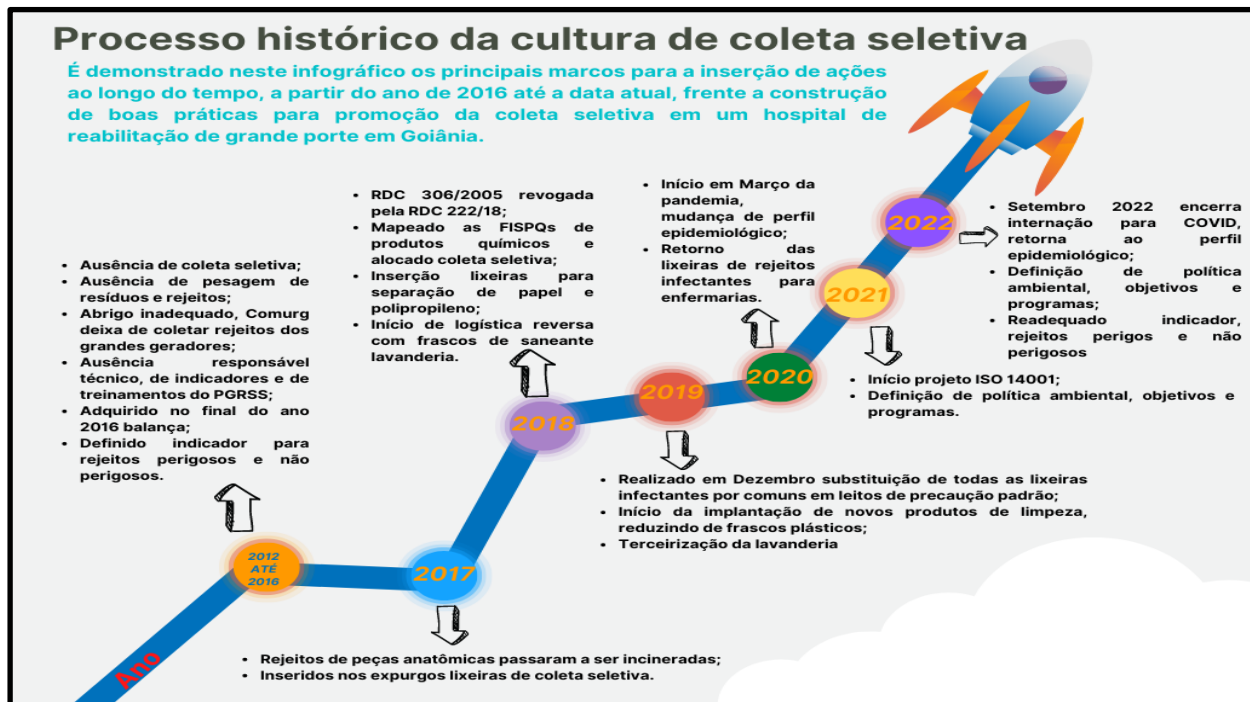 Processo histórico da cultura de coleta seletiva
É demonstrado neste infográfico os principais marcos para a inserção de ações
ao longo do tempo, a partir do ano de 2016 até a data atual, frente a construção
de boas práticas para promoção da coleta seletiva em um hospital de
reabilitação de grande porte em Goiânia.
Ano
2012
ATÉ
2016
• Ausência de coleta seletiva;
• Ausência de pesagem de
resíduos e rejeitos;
• Abrigo inadequado, Comurg
deixa de coletar rejeitos dos
grandes geradores;
• Ausência responsável
técnico, de indicadores e de
treinamentos do PGRSS;
• Adquirido no final do ano
2016 balança;
• Definido indicador para
rejeitos perigosos e não
perigosos.
2017
• Rejeitos de peças anatômicas passaram a ser incineradas;
• Inseridos nos expurgos lixeiras de coleta seletiva.
2018
• RDC 306/2005 revogada
pela RDC 222/18;
• Mapeado as FISPQs de
produtos químicos e
alocado coleta seletiva;
• Inserção lixeiras para
separação de papel e
polipropileno;
• Início de logística reversa
com frascos de saneante
lavanderia.
2019
• Realizado em Dezembro substituição de todas as lixeiras
infectantes por comuns em leitos de precaução padrão;
• Início da implantação de novos produtos de limpeza,
reduzindo de frascos plásticos;
• Terceirização da lavanderia
2020
• Início em Março da
pandemia,
mudança de perfil
epidemiológico;
• Retorno das
lixeiras de rejeitos
infectantes para
enfermarias.
2021
• Início projeto ISO 14001;
• Definição de política ambiental, objetivos e
programas.
2022
• Setembro 2022 encerra
internação para COVID,
retorna ao perfil
epidemiológico;
• Definição de política
ambiental, objetivos e
programas;
• Readequado indicador,
rejeitos perigos e não
perigosos